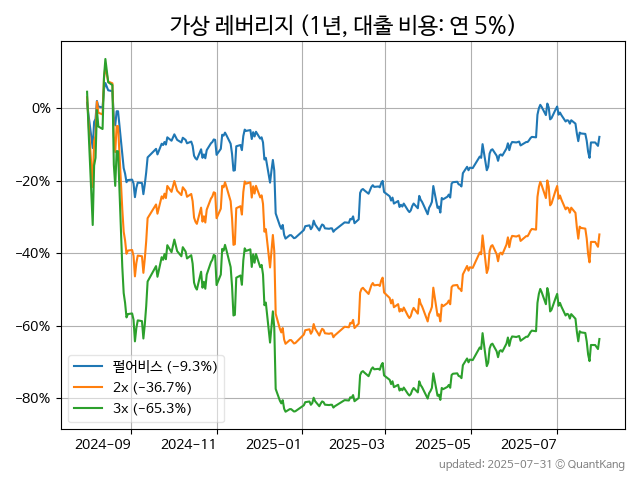 가상 레버리지 (1년, 대출 비용: 연 5%)
0%
−20%
−40%
−60%
−80%
펄어비스 (−9.3%)
2x (−36.7%)
3x (−65.3%)
2024-09
2024-11
2025-01
2025-03
2025-05
2025-07
updated: 2025-07-31 © QuantKang